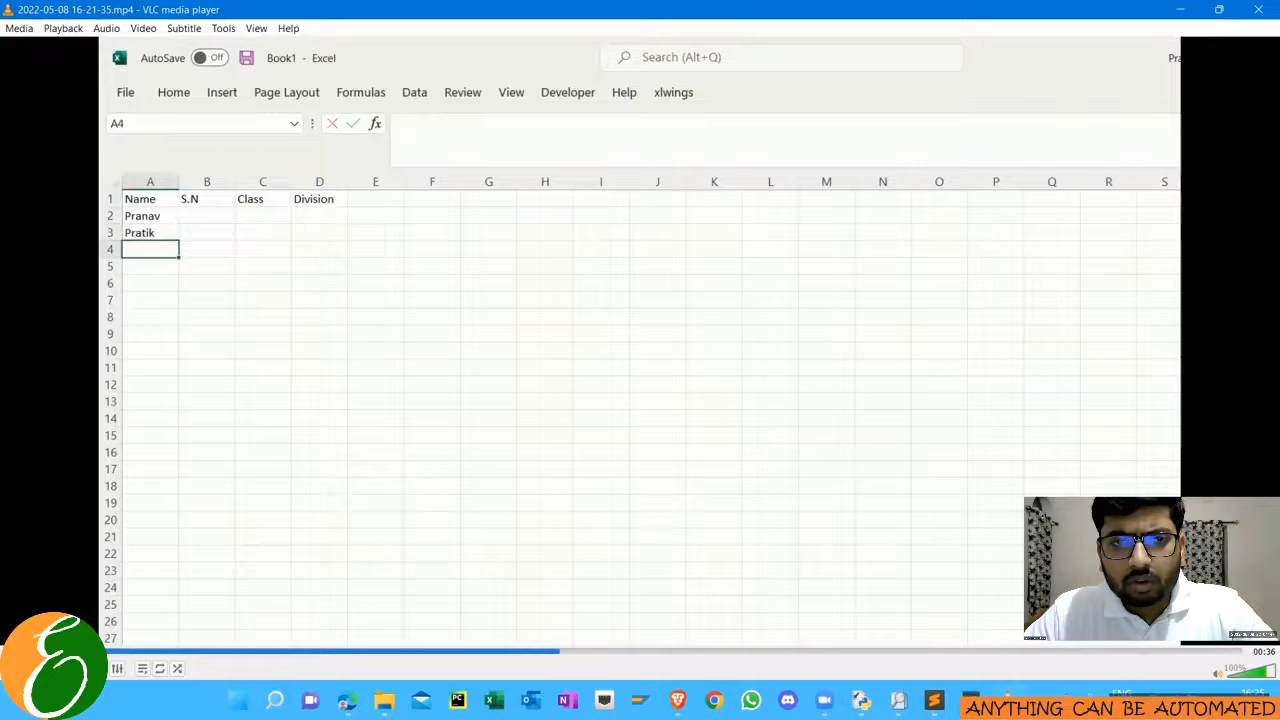 2022-05-08 16-21-35.mp4 - VLC media player
Media Playback Audio Video Subtitle Tools View Help
AutoSave Off Book1 - Excel Search (Alt+Q)
File Home Insert Page Layout Formulas Data Review View Developer Help xlwings
A4 fx
A B C D E F G H I J K L M N O P Q R S
1 Name S.N Class Division
2 Pranav
3 Pratik
4
5
6
7
8
9
10
11
12
13
14
15
16
17
18
19
20
21
22
23
24
25
26
27
00:36
100%
ANYTHING CAN BE AUTOMATED